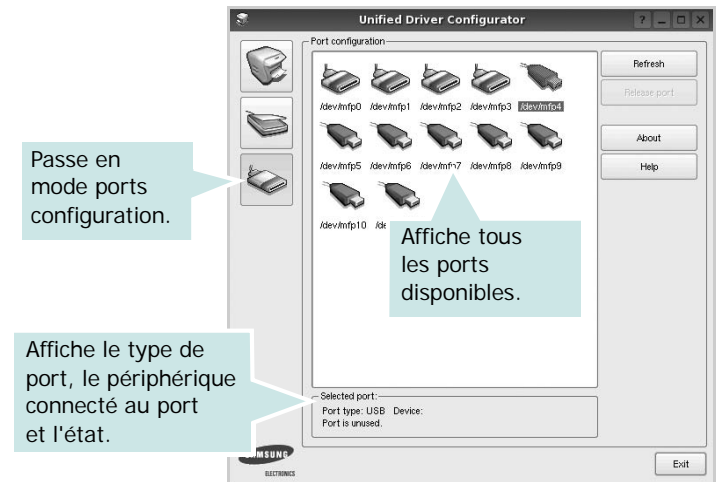 Unified Driver Configurator
Port configuration
/dev/mfp0 /dev/mfp1 /dev/mfp2 /dev/mfp3 /dev/mfp4
/dev/mfp5 /dev/mfp6 /dev/mfp7 /dev/mfp8 /dev/mfp9
/dev/mfp10
Refresh
Release port
About
Help
Passe en
mode ports
configuration.
Affiche tous
les ports
disponibles.
Affiche le type de
port, le périphérique
connecté au port
et l'état.
Selected port:
Port type: USB Device:
Port is unused.
ELECTRONICS
Exit